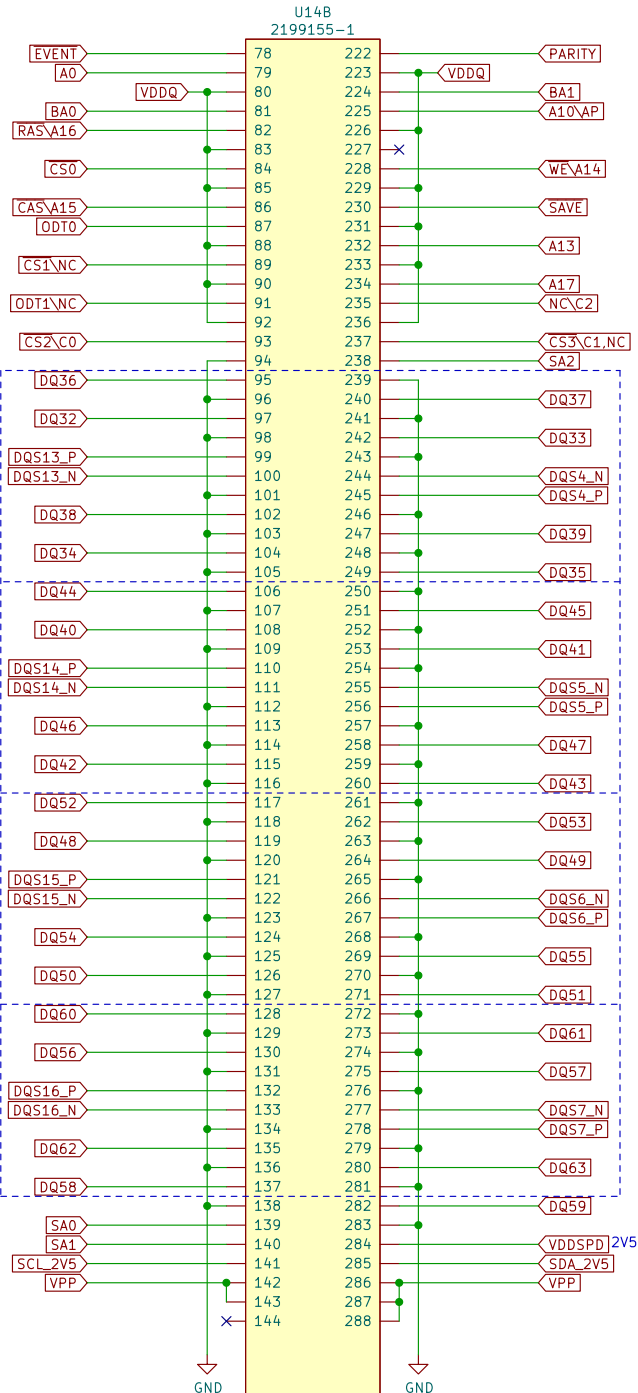 U14B
2199155-1
EVENT 78 222 PARITY
A0 79 223 VDDQ
VDDQ 80 224 BA1
BA0 81 225 A10\AP
RAS\A16 82 226
83 227
CS0 84 228 WE\A14
85 229
CAS\A15 86 230 SAVE
ODT0 87 231
88 232 A13
CS1\NC 89 233
90 234 A17
ODT1\NC 91 235 NC\C2
92 236
CS2\C0 93 237 CS3\C1,NC
94 238 SA2
DQ36 95 239
96 240 DQ37
DQ32 97 241
98 242 DQ33
DQS13_P 99 243
DQS13_N 100 244 DQS4_N
101 245 DQS4_P
DQ38 102 246
103 247 DQ39
DQ34 104 248
105 249 DQ35
DQ44 106 250
107 251 DQ45
DQ40 108 252
109 253 DQ41
DQS14_P 110 254
DQS14_N 111 255 DQS5_N
112 256 DQS5_P
DQ46 113 257
114 258 DQ47
DQ42 115 259
116 260 DQ43
DQ52 117 261
118 262 DQ53
DQ48 119 263
120 264 DQ49
DQS15_P 121 265
DQS15_N 122 266 DQS6_N
123 267 DQS6_P
DQ54 124 268
125 269 DQ55
DQ50 126 270
127 271 DQ51
DQ60 128 272
129 273 DQ61
DQ56 130 274
131 275 DQ57
DQS16_P 132 276
DQS16_N 133 277 DQS7_N
134 278 DQS7_P
DQ62 135 279
136 280 DQ63
DQ58 137 281
138 282 DQ59
SA0 139 283
SA1 140 284 VDDSPD 2V5
SCL_2V5 141 285 SDA_2V5
VPP 142 286 VPP
143 287
144 288
GND GND